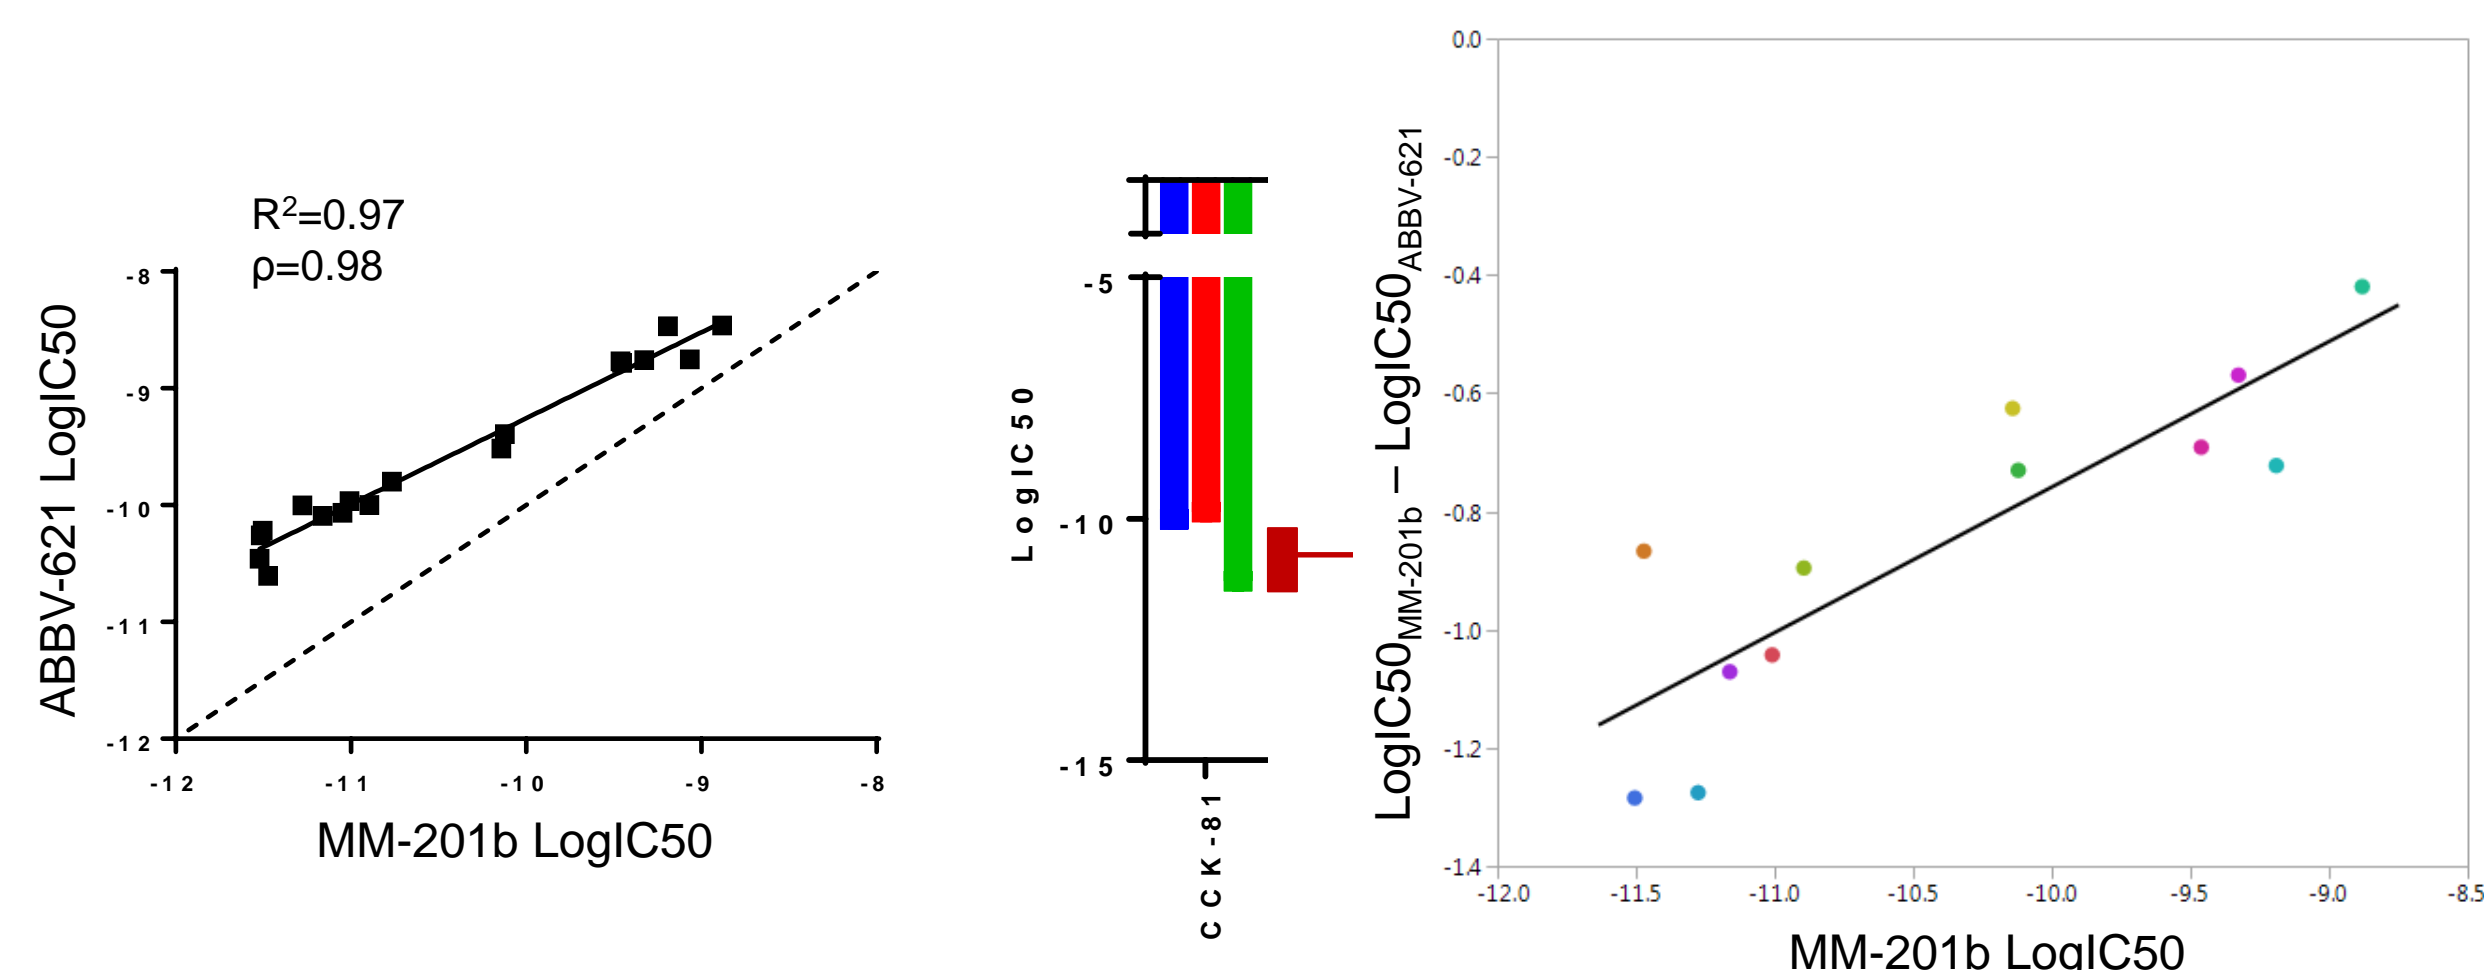 R²=0.97
ρ=0.98
-8
-9
-10
-11
-12
-12 -11 -10 -9 -8
ABBV-621 LogIC50
MM-201b LogIC50
LogIC50
-5
-10
-15
CCK-81
LogIC50MM-201b – LogIC50ABBV-621
0.0
-0.2
-0.4
-0.6
-0.8
-1.0
-1.2
-1.4
-12.0 -11.5 -11.0 -10.5 -10.0 -9.5 -9.0 -8.5
MM-201b LogIC50